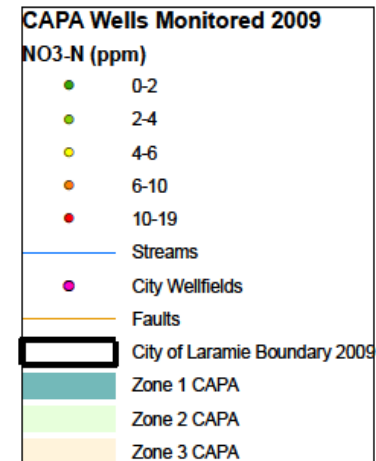 CAPA Wells Monitored 2009
NO3-N (ppm)
0-2
2-4
4-6
6-10
10-19
Streams
City Wellfields
Faults
City of Laramie Boundary 2009
Zone 1 CAPA
Zone 2 CAPA
Zone 3 CAPA